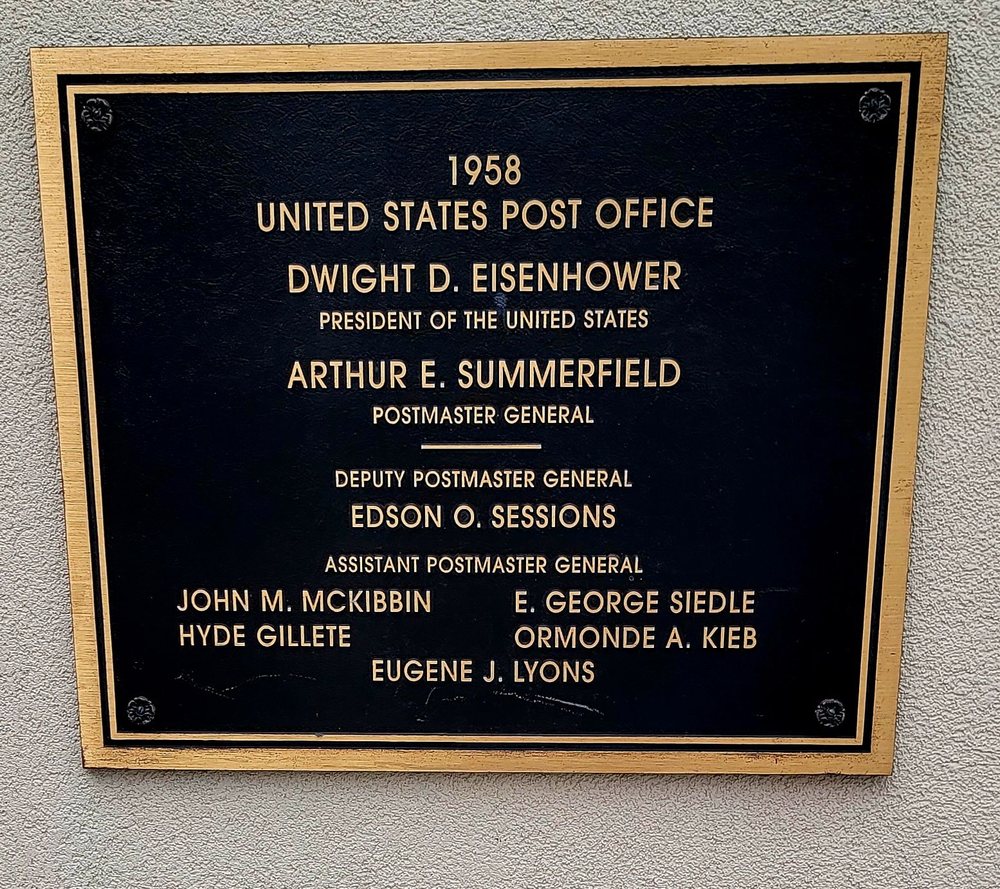 1958
UNITED STATES POST OFFICE
DWIGHT D. EISENHOWER
PRESIDENT OF THE UNITED STATES
ARTHUR E. SUMMERFIELD
POSTMASTER GENERAL
DEPUTY POSTMASTER GENERAL
EDSON O. SESSIONS
ASSISTANT POSTMASTER GENERAL
JOHN M. MCKIBBIN E. GEORGE SIEDLE
HYDE GILLETE ORMONDE A. KIEB
EUGENE J. LYONS